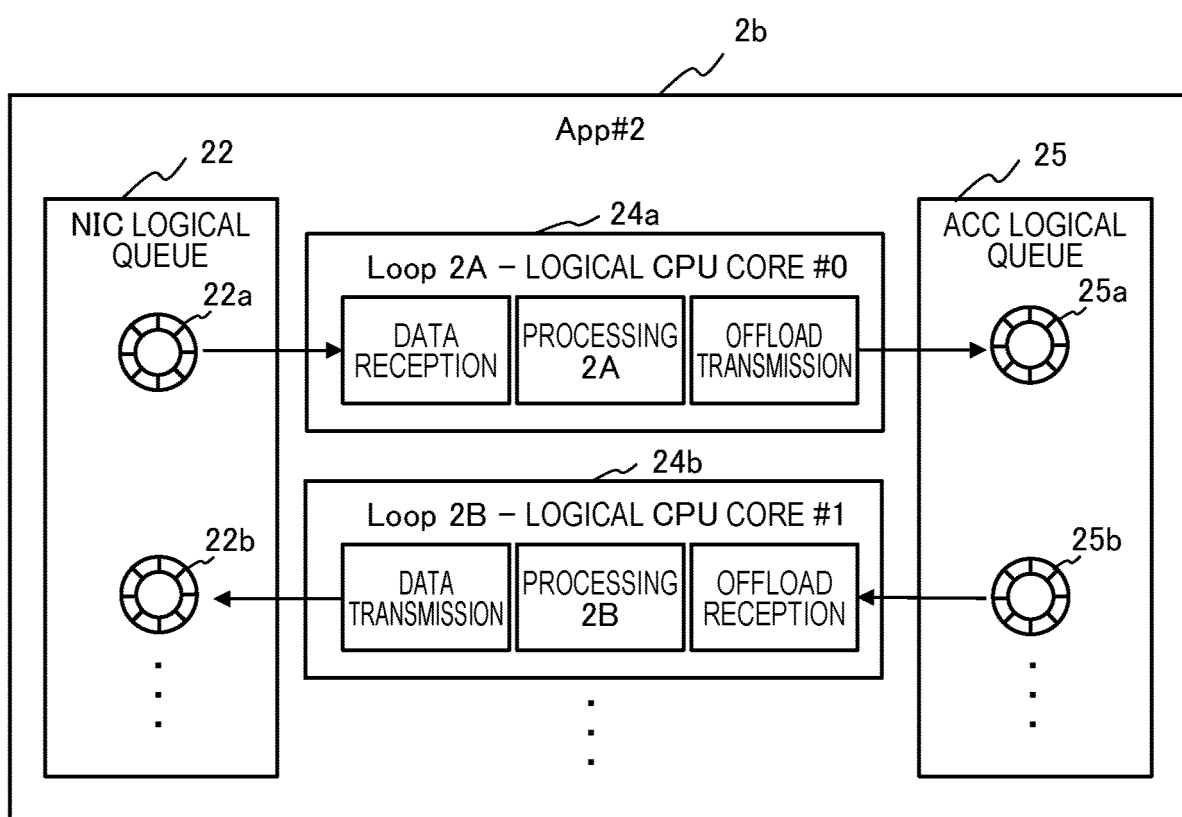 2b
App#2
22
25
NIC LOGICAL
QUEUE
24a
ACC LOGICAL
QUEUE
Loop 2A – LOGICAL CPU CORE #0
22a
25a
DATA
RECEPTION
PROCESSING
2A
OFFLOAD
TRANSMISSION
24b
Loop 2B – LOGICAL CPU CORE #1
22b
25b
DATA
TRANSMISSION
PROCESSING
2B
OFFLOAD
RECEPTION